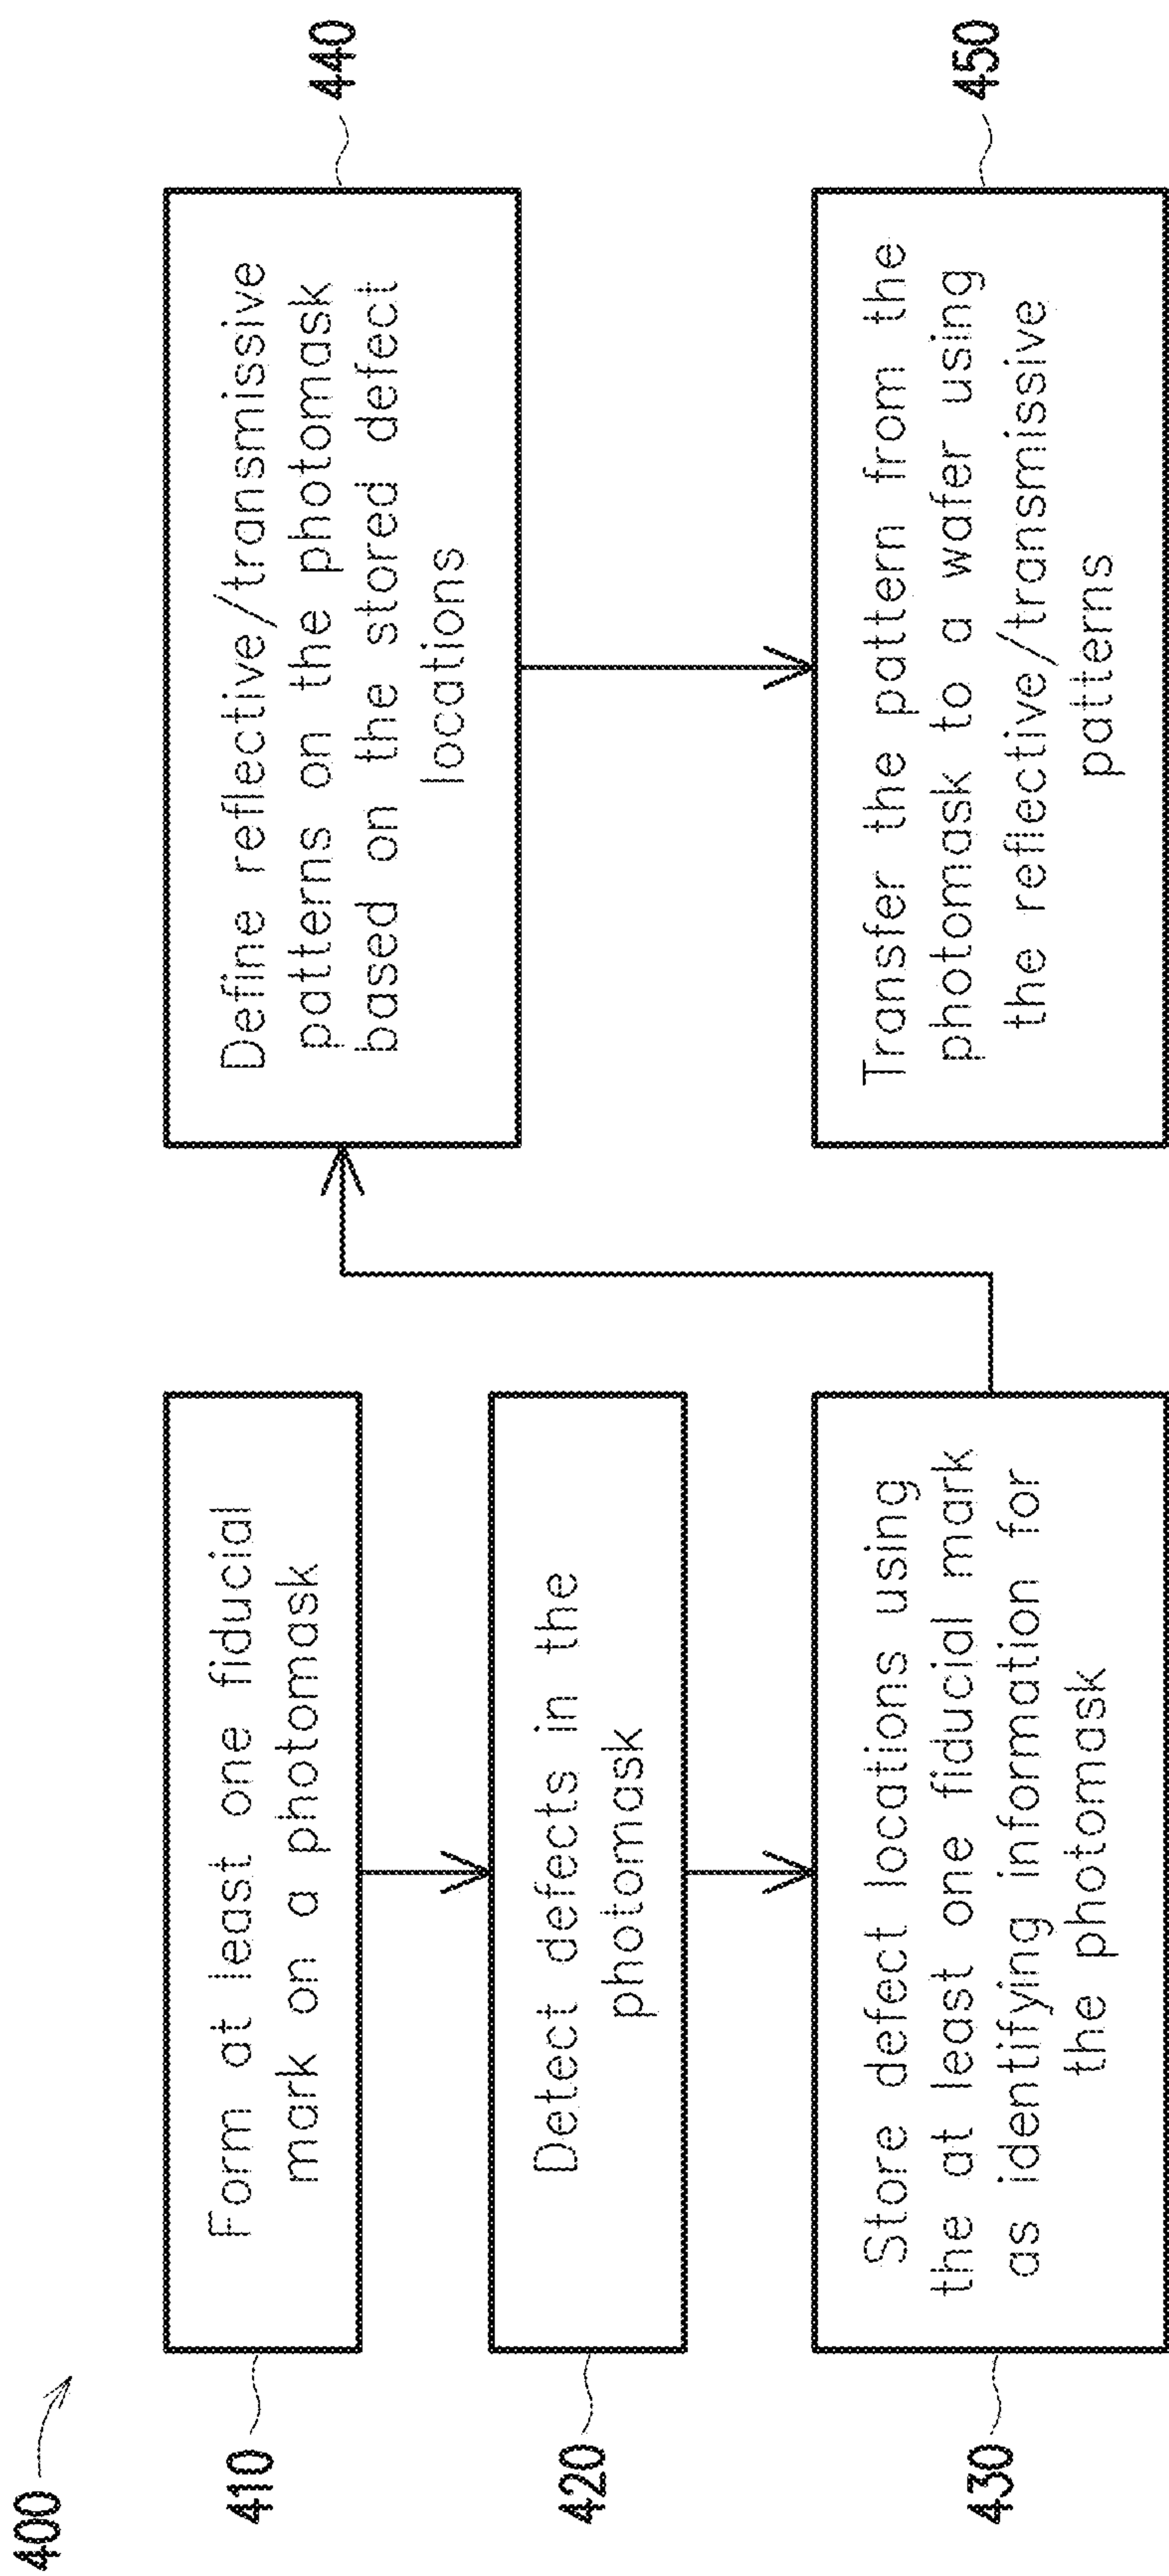 400
410
Form at least one fiducial
mark on a photomask
420
Detect defects in the
photomask
430
Store defect locations using
the at least one fiducial mark
as identifying information for
the photomask
Define reflective/transmissive
patterns on the photomask
based on the stored defect
locations
440
Transfer the pattern from the
photomask to a wafer using
the reflective/transmissive
patterns
450